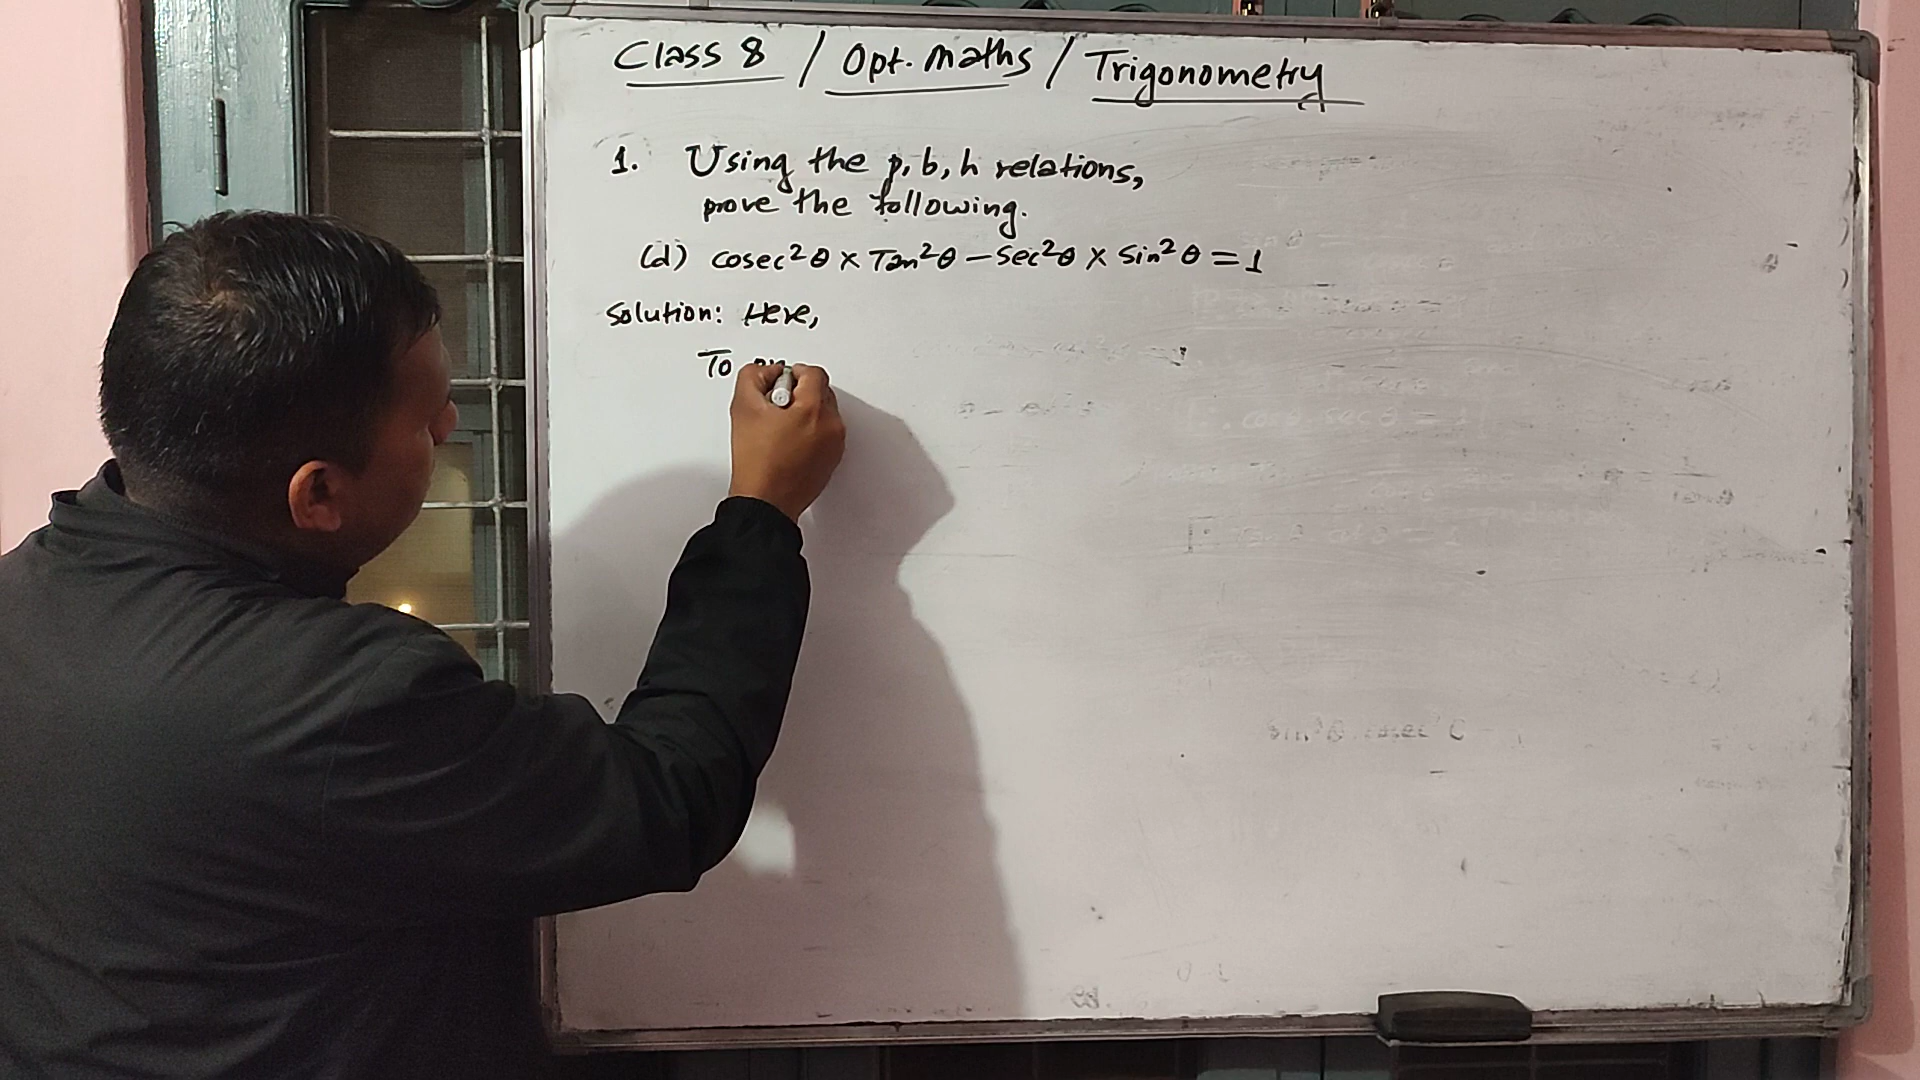 Class 8 / Opt. Maths / Trigonometry
1. Using the p, b, h relations,
prove the following.
(d) cosec²θ × Tan²θ – Sec²θ × Sin²θ = 1
Solution: Here,
To